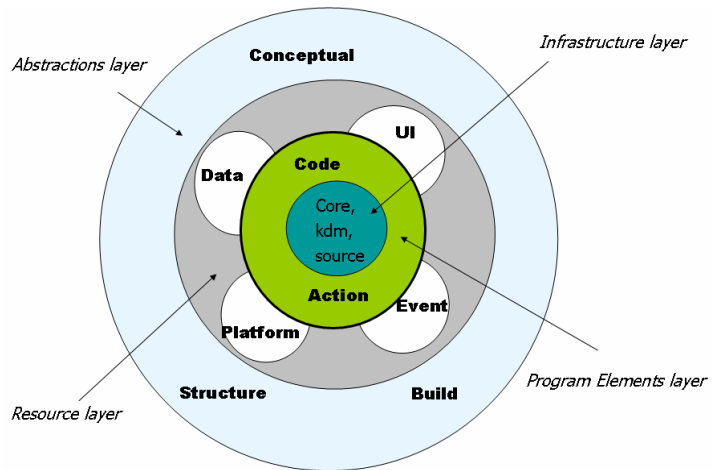 Infrastructure layer
Conceptual
Abstractions layer
UI
Code
Data
Core,
kdm,
source
Action
Event
Platform
Program Elements layer
Structure
Build
Resource layer